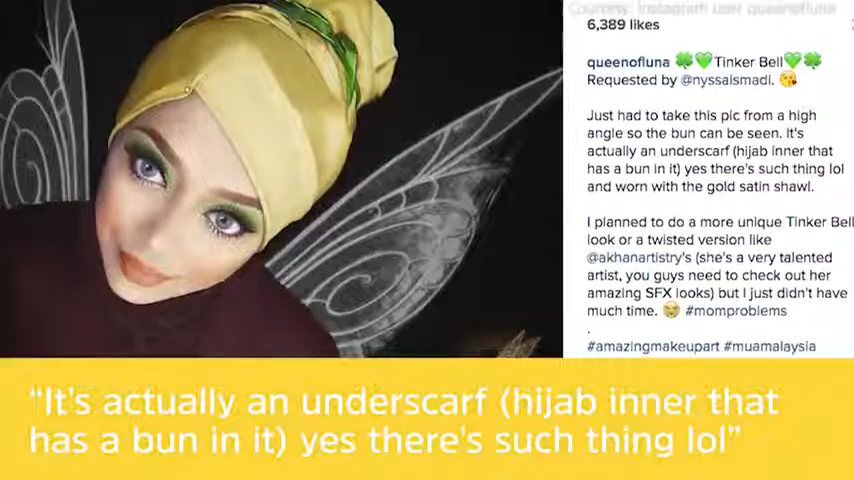 Courtess: Instagram user queenofluna
6,389 likes
queenofluna 🍀💚Tinker Bell💚🍀
Requested by @nyssaismadi. 😘
Just had to take this pic from a high
angle so the bun can be seen. It's
actually an underscarf (hijab inner that
has a bun in it) yes there's such thing lol
and worn with the gold satin shawl.
I planned to do a more unique Tinker Bell
look or a twisted version like
@akhanartistry's (she's a very talented
artist, you guys need to check out her
amazing SFX looks) but I just didn't have
much time. 😭 #momproblems
.
#amazingmakeupart #muamalaysia
“It's actually an underscarf (hijab inner that
has a bun in it) yes there's such thing lol”